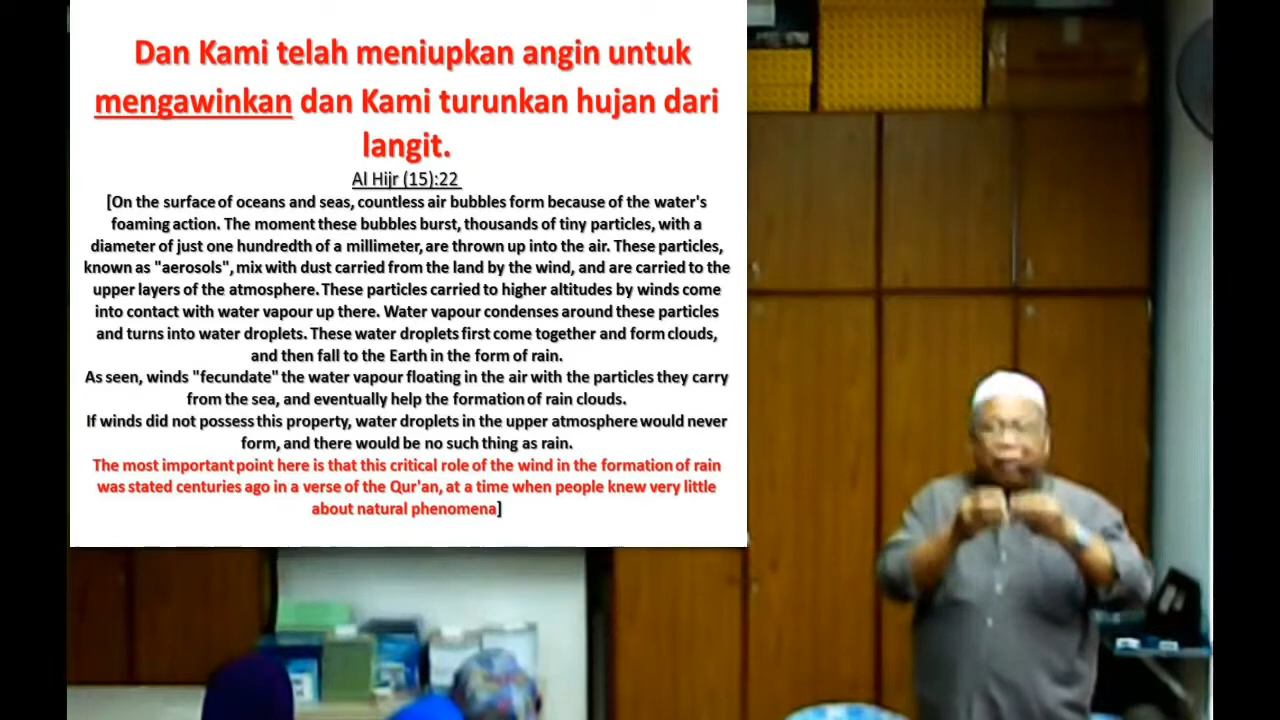 Dan Kami telah meniupkan angin untuk
mengawinkan dan Kami turunkan hujan dari
langit.
Al Hijr (15):22
[On the surface of oceans and seas, countless air bubbles form because of the water's
foaming action. The moment these bubbles burst, thousands of tiny particles, with a
diameter of just one hundredth of a millimeter, are thrown up into the air. These particles,
known as "aerosols", mix with dust carried from the land by the wind, and are carried to the
upper layers of the atmosphere. These particles carried to higher altitudes by winds come
into contact with water vapour up there. Water vapour condenses around these particles
and turns into water droplets. These water droplets first come together and form clouds,
and then fall to the Earth in the form of rain.
As seen, winds "fecundate" the water vapour floating in the air with the particles they carry
from the sea, and eventually help the formation of rain clouds.
If winds did not possess this property, water droplets in the upper atmosphere would never
form, and there would be no such thing as rain.
The most important point here is that this critical role of the wind in the formation of rain
was stated centuries ago in a verse of the Qur'an, at a time when people knew very little
about natural phenomena]